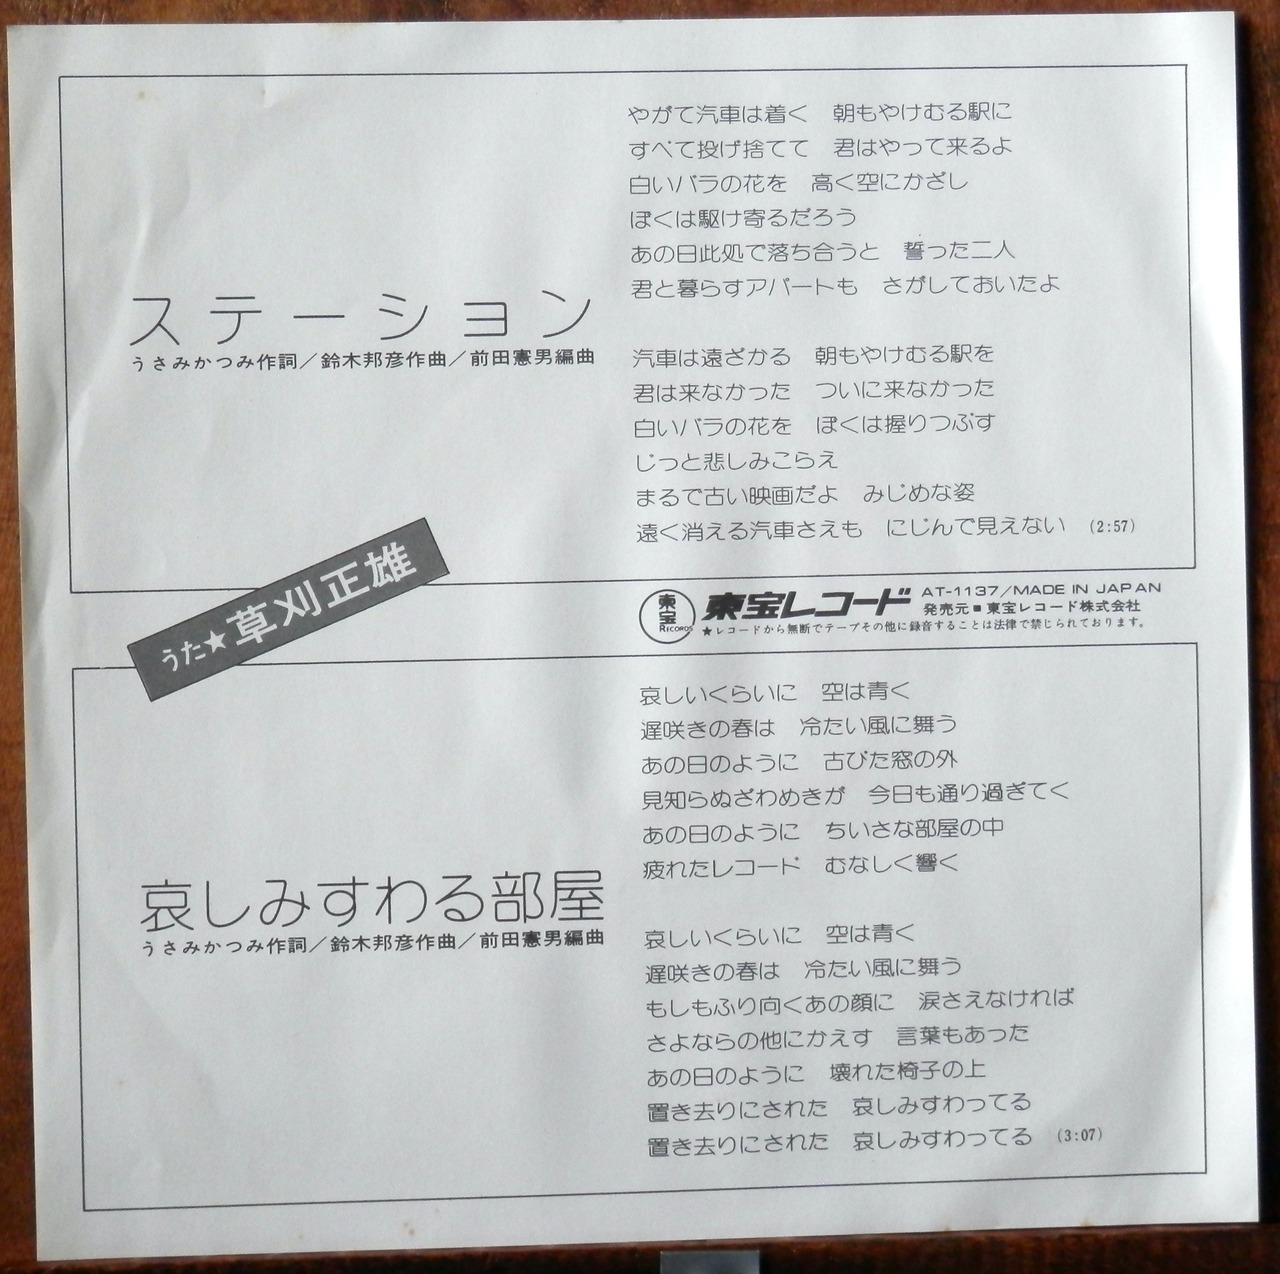 ステーション
うさみかつみ作詞／鈴木邦彦作曲／前田憲男編曲
やがて汽車は着く　朝もやけむる駅に
すべて投げ捨てて　君はやって来るよ
白いバラの花を　高く空にかざし
ぼくは駆け寄るだろう
あの日此処で落ち合うと　誓った二人
君と暮らすアパートも　さがしておいたよ
汽車は遠ざかる　朝もやけむる駅を
君は来なかった　ついに来なかった
白いバラの花を　ぼくは握りつぶす
じっと悲しみこらえ
まるで古い映画だよ　みじめな姿
遠く消える汽車さえも　にじんで見えない　(2:57)
うた★草刈正雄
東宝
RECORDS
東宝レコード
AT-1137/MADE IN JAPAN
発売元■東宝レコード株式会社
★レコードから無断でテープその他に録音することは法律で禁じられております。
哀しみすわる部屋
うさみかつみ作詞／鈴木邦彦作曲／前田憲男編曲
哀しいくらいに　空は青く
遅咲きの春は　冷たい風に舞う
あの日のように　古びた窓の外
見知らぬざわめきが　今日も通り過ぎてく
あの日のように　ちいさな部屋の中
疲れたレコード　むなしく響く
哀しいくらいに　空は青く
遅咲きの春は　冷たい風に舞う
もしもふり向くあの顔に　涙さえなければ
さよならの他にかえす　言葉もあった
あの日のように　壊れた椅子の上
置き去りにされた　哀しみすわってる
置き去りにされた　哀しみすわってる　(3:07)